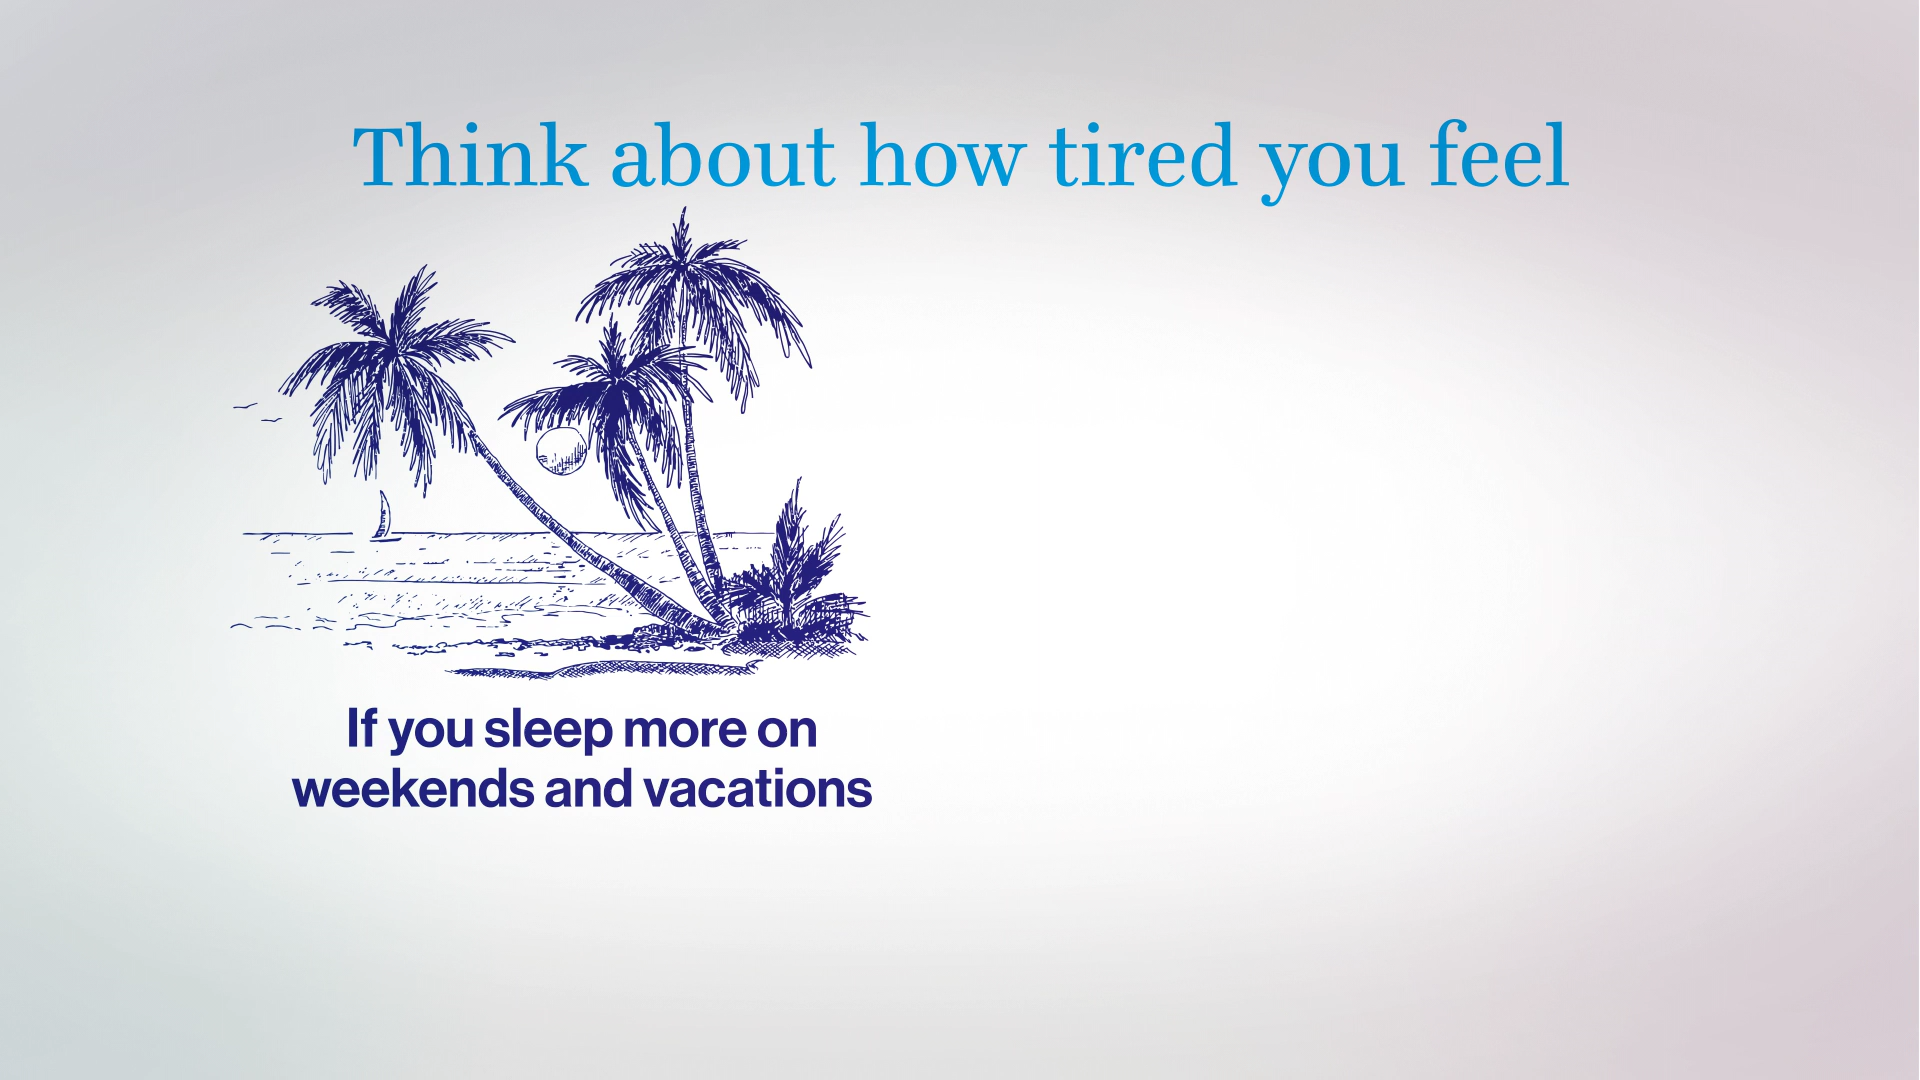 Think about how tired you feel
If you sleep more on
weekends and vacations